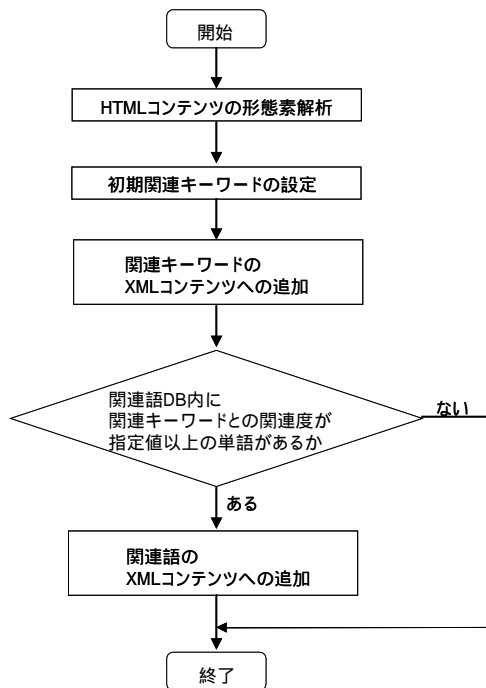 開始
HTMLコンテンツの形態素解析
初期関連キーワードの設定
関連キーワードの
XMLコンテンツへの追加
関連語DB内に
関連キーワードとの関連度が
指定値以上の単語があるか
ない
ある
関連語の
XMLコンテンツへの追加
終了